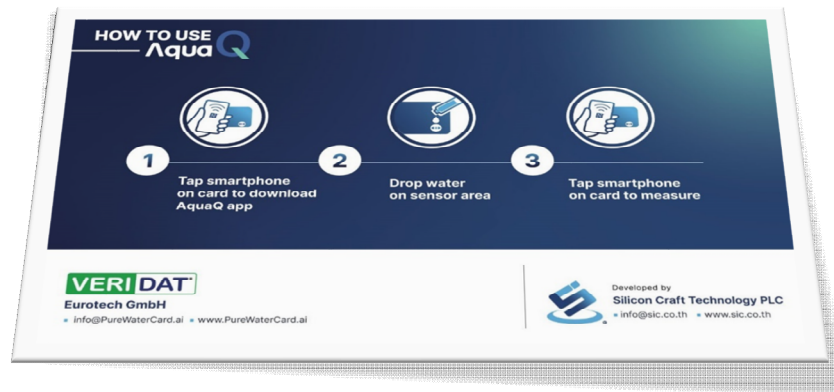 HOW TO USE
AquaQ
1
2
3
Tap smartphone
on card to download
AquaQ app
Drop water
on sensor area
Tap smartphone
on card to measure
VERIDAT
Eurotech GmbH
• info@PureWaterCard.ai • www.PureWaterCard.ai
Developed by
Silicon Craft Technology PLC
• info@sic.co.th • www.sic.co.th